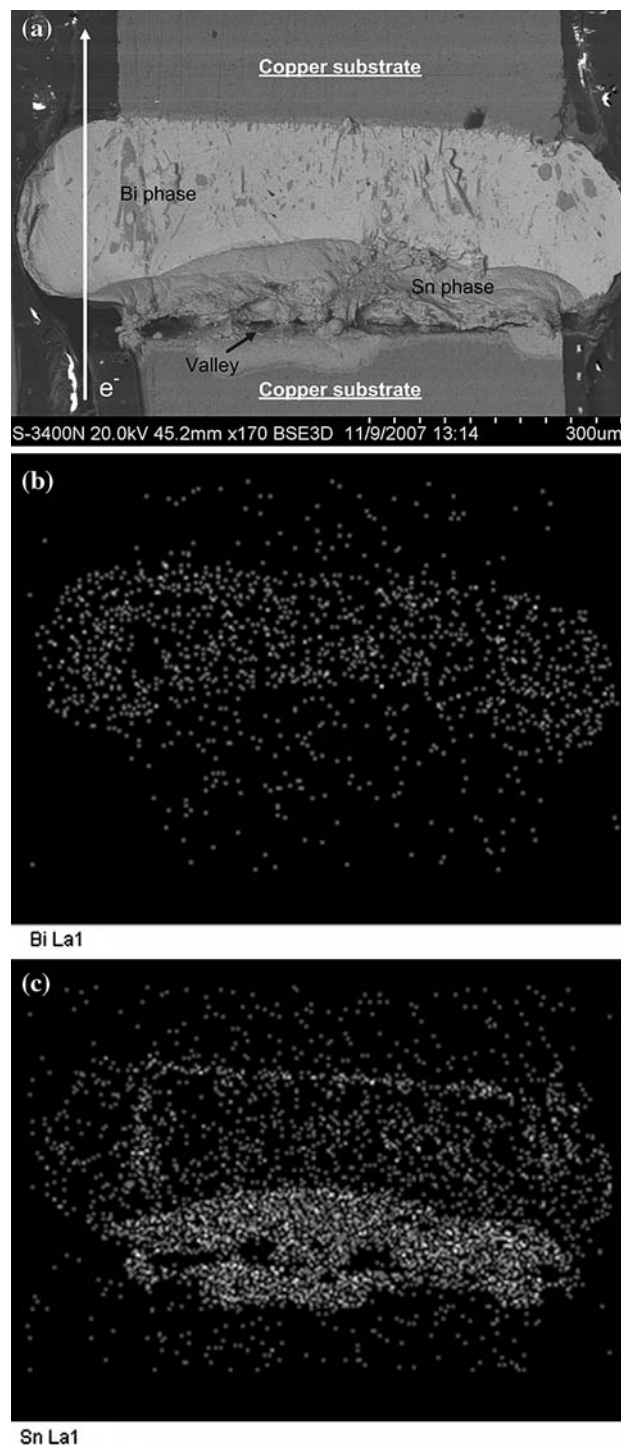 (a)
Copper substrate
Bi phase
Sn phase
Valley
e-
Copper substrate
S-3400N 20.0kV 45.2mm x170 BSE3D 11/9/2007 13:14 300um
(b)
Bi La1
(c)
Sn La1